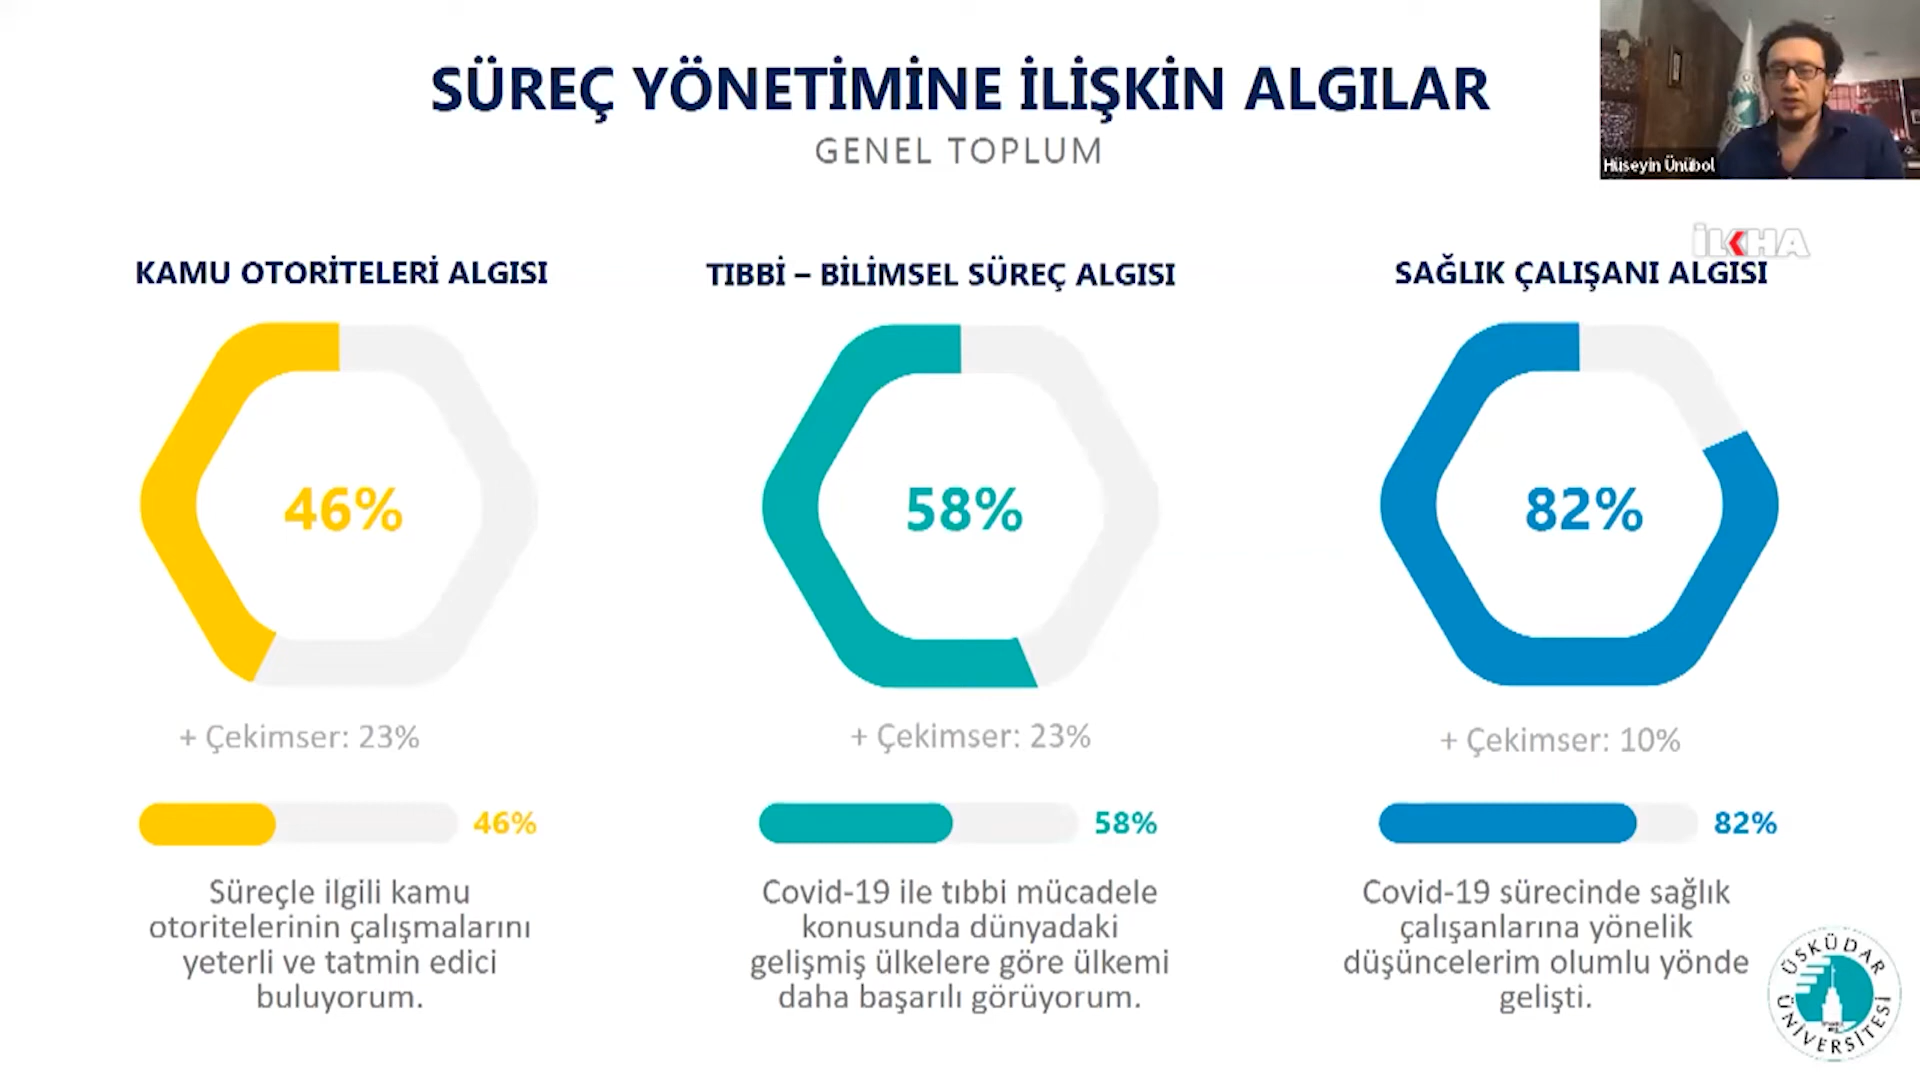 SÜREÇ YÖNETİMİNE İLİŞKİN ALGILAR
GENEL TOPLUM
Hüseyin Ünübol
İLKHA
KAMU OTORİTELERİ ALGISI
46%
+ Çekimser: 23%
46%
Süreçle ilgili kamu
otoritelerinin çalışmalarını
yeterli ve tatmin edici
buluyorum.
TIBBİ – BİLİMSEL SÜREÇ ALGISI
58%
+ Çekimser: 23%
58%
Covid-19 ile tıbbi mücadele
konusunda dünyadaki
gelişmiş ülkelere göre ülkemi
daha başarılı görüyorum.
SAĞLIK ÇALIŞANI ALGISI
82%
+ Çekimser: 10%
82%
Covid-19 sürecinde sağlık
çalışanlarına yönelik
düşüncelerim olumlu yönde
gelişti.
ÜSKÜDAR
ÜNİVERSİTESİ